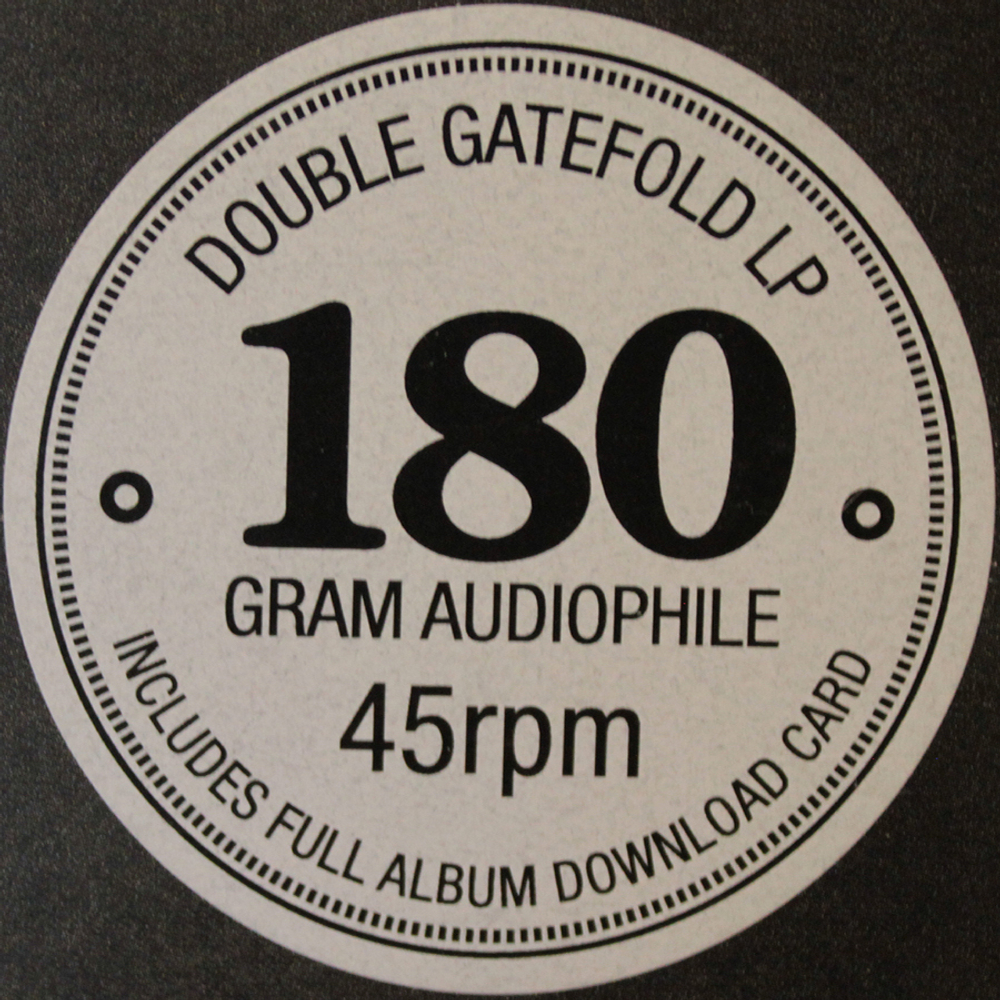 DOUBLE GATEFOLD LP
180
GRAM AUDIOPHILE
45rpm
INCLUDES FULL ALBUM DOWNLOAD CARD